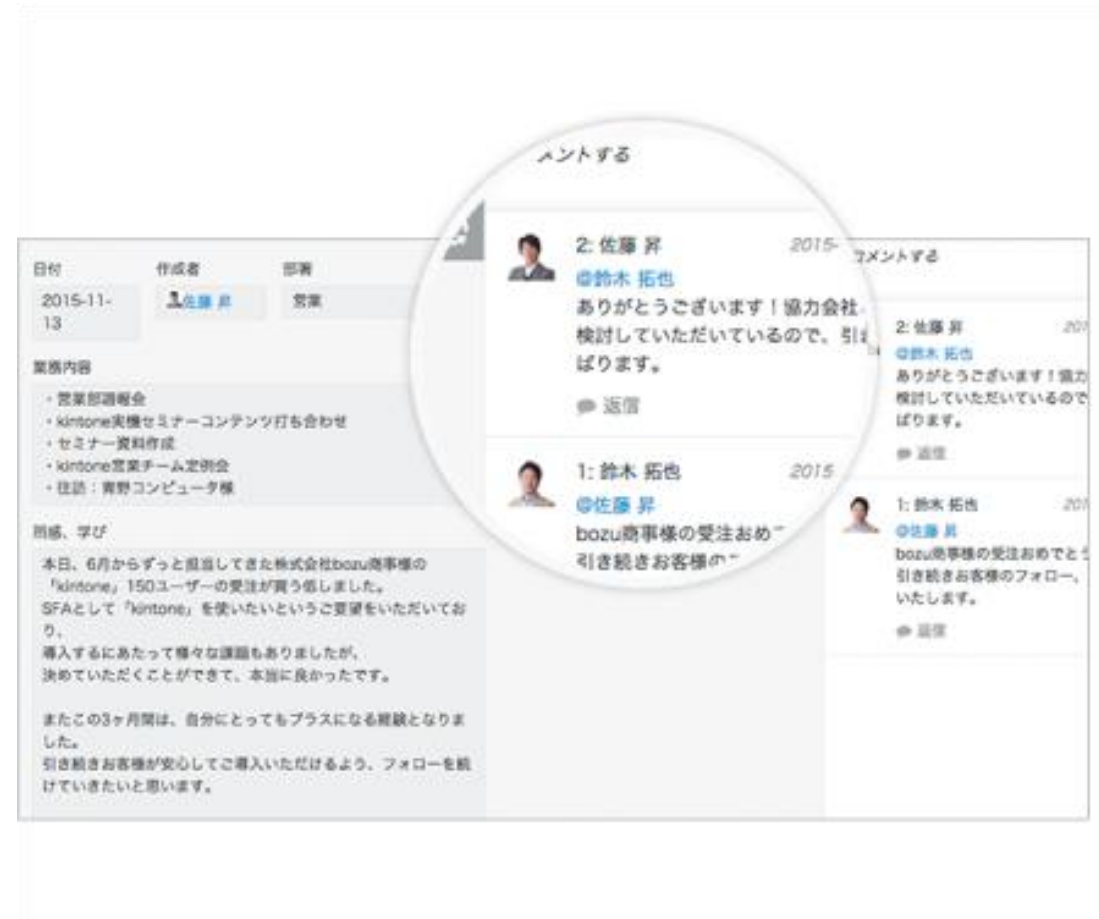 日付
作成者
部署
2015-11-
13
佐藤 昇
営業
業務内容
・営業部週報会
・kintone実機セミナーコンテンツ打ち合わせ
・セミナー資料作成
・kintone営業チーム定例会
・往訪：青野コンピュータ様
所感、学び
本日、6月からずっと担当してきた株式会社bozu商事様の
「kintone」150ユーザーの受注が
SFAとして「kintone」を使いたいというご要望をいただいてお
り、
導入するにあたって様々な課題もありましたが、
決めていただくことができて、本当に良かったです。
またこの3ヶ月間は、自分にとってもプラスになる経験となりま
した。
引き続きお客様が安心してご導入いただけるよう、フォローを続
けていきたいと思います。
メントする
2: 佐藤 昇
2015-
@鈴木 拓也
ありがとうございます！協力会社
検討していただいているので、引き
ばります。
返信
1: 鈴木 拓也
2015
@佐藤 昇
bozu商事様の受注おめ
引き続きお客様の
コメントする
2: 佐藤 昇
201
@鈴木 拓也
ありがとうございます！協力
検討していただいているので
ばります。
返信
1: 鈴木 拓也
201
@佐藤 昇
bozu商事様の受注おめでとう
引き続きお客様のフォロー、
いたします。
返信